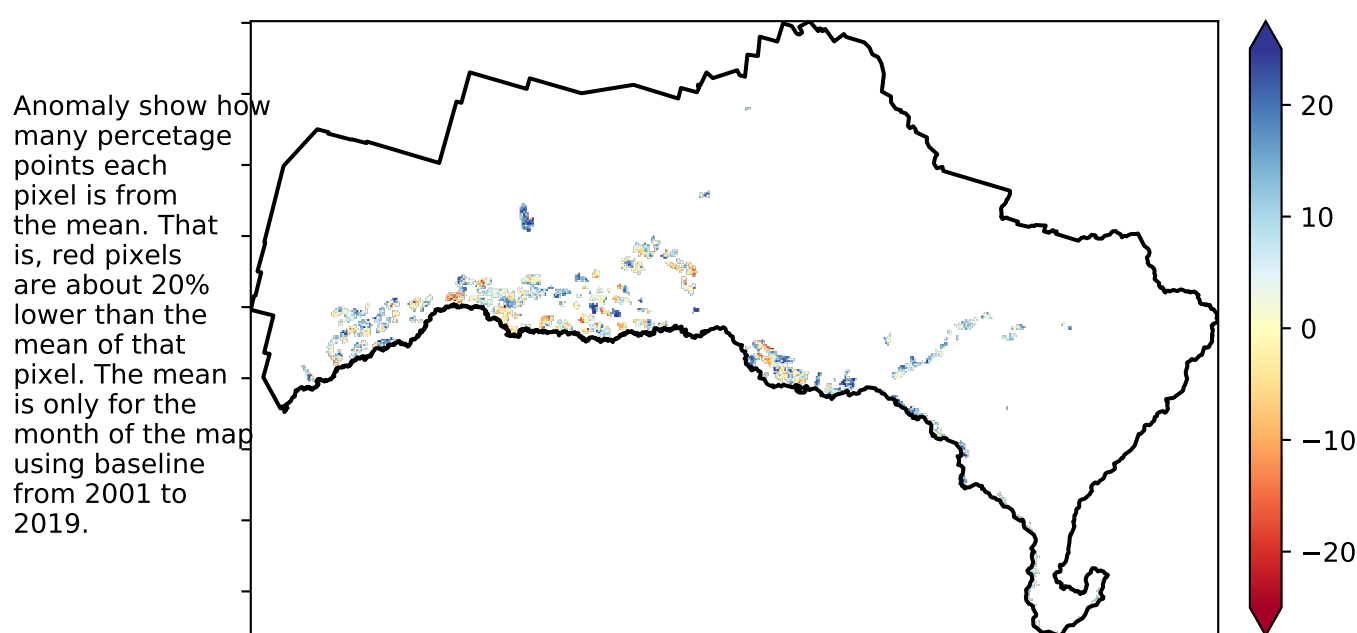 Anomaly show how
many percetage
points each
pixel is from
the mean. That
is, red pixels
are about 20%
lower than the
mean of that
pixel. The mean
is only for the
month of the map
using baseline
from 2001 to
2019.
20
10
0
−10
−20